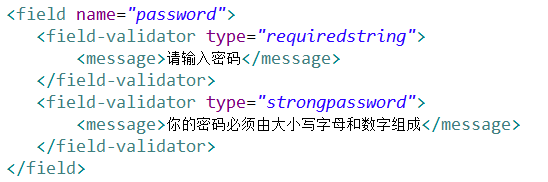 <field name="password">
<field-validator type="requiredstring">
<message>请输入密码</message>
</field-validator>
<field-validator type="strongpassword">
<message>你的密码必须由大小写字母和数字组成</message>
</field-validator>
</field>